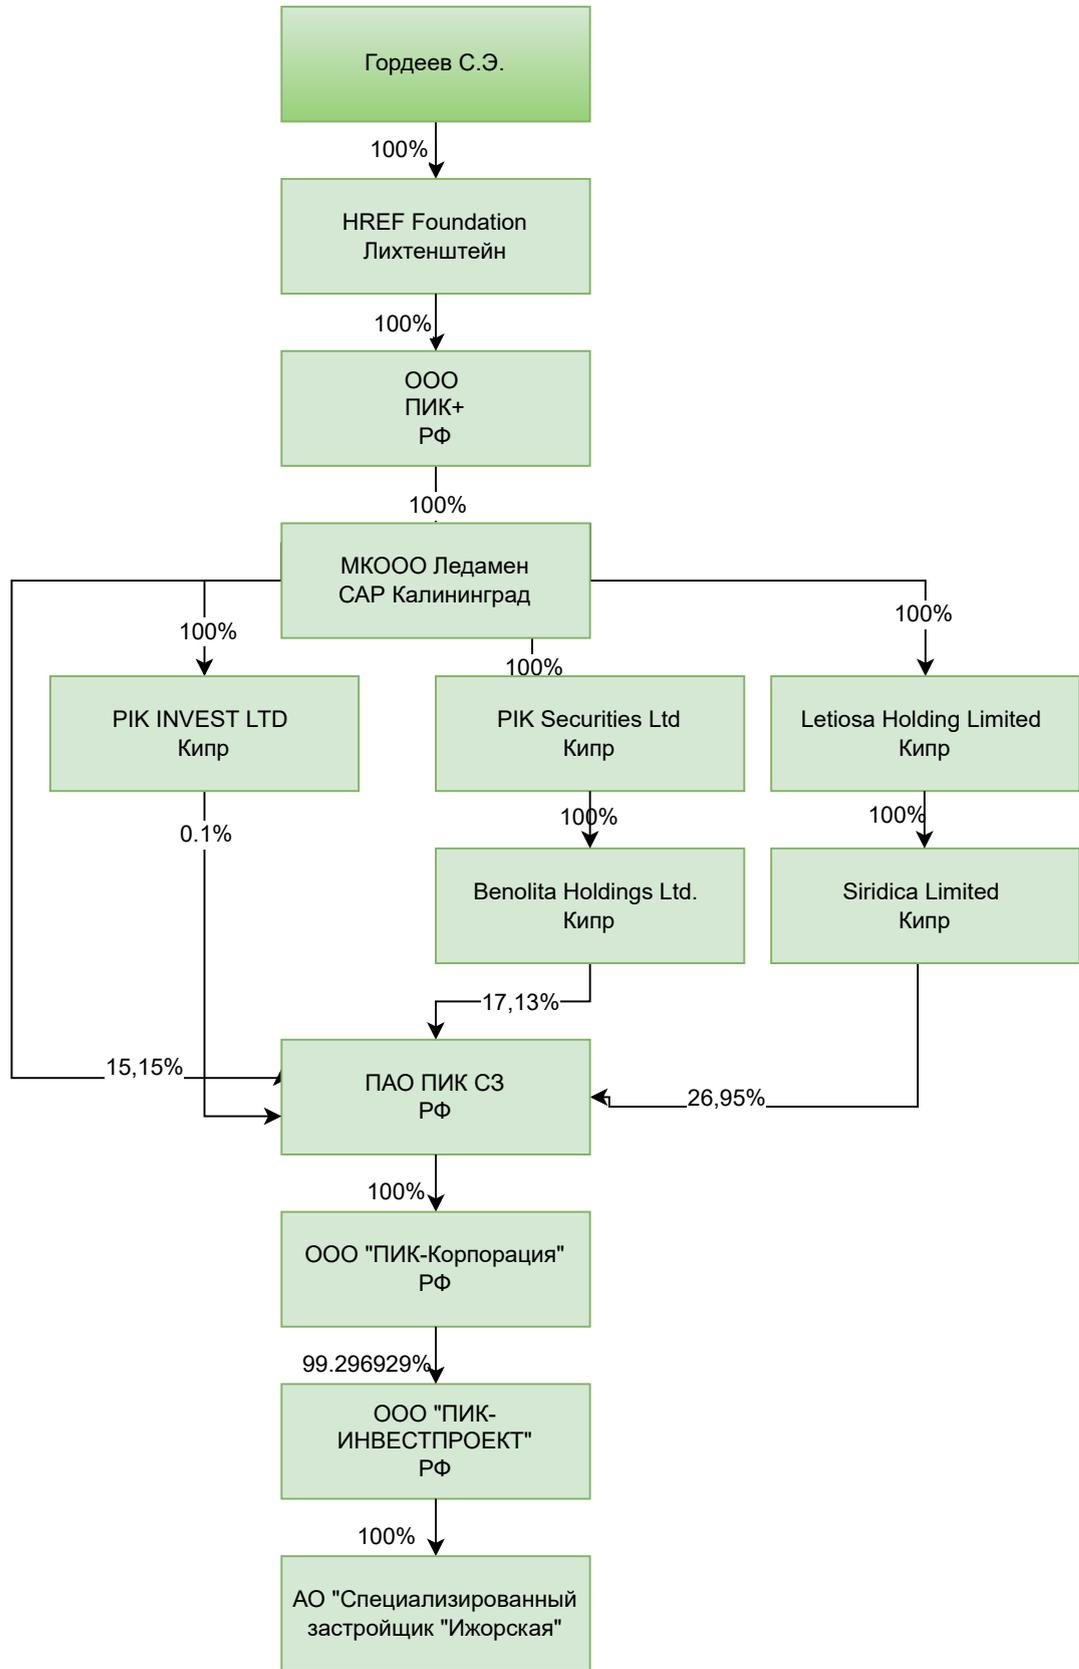 Гордеев С.Э.
100%
HREF Foundation
Лихтенштейн
100%
ООО
ПИК+
РФ
100%
МКООО Ледамен
САР Калининград
100%
100%
100%
PIK INVEST LTD
Кипр
PIK Securities Ltd
Кипр
Letiosa Holding Limited
Кипр
0.1%
100%
100%
Benolita Holdings Ltd.
Кипр
Siridica Limited
Кипр
17,13%
15,15%
ПАО ПИК СЗ
РФ
26,95%
100%
ООО "ПИК-Корпорация"
РФ
99.296929%
ООО "ПИК-
ИНВЕСТПРОЕКТ"
РФ
100%
АО "Специализированный
застройщик "Ижорская"